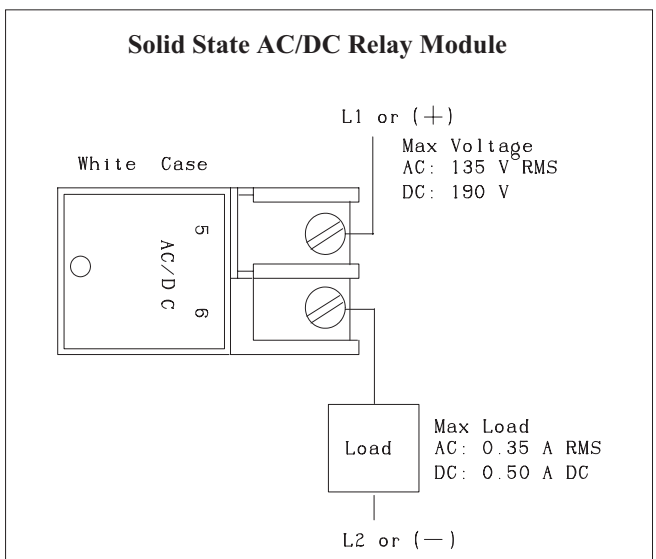 Solid State AC/DC Relay Module
L1 or (+)
Max Voltage
AC: 135 V RMS
DC: 190 V
White Case
5
AC/DC
6
Load
Max Load
AC: 0.35 A RMS
DC: 0.50 A DC
L2 or (—)